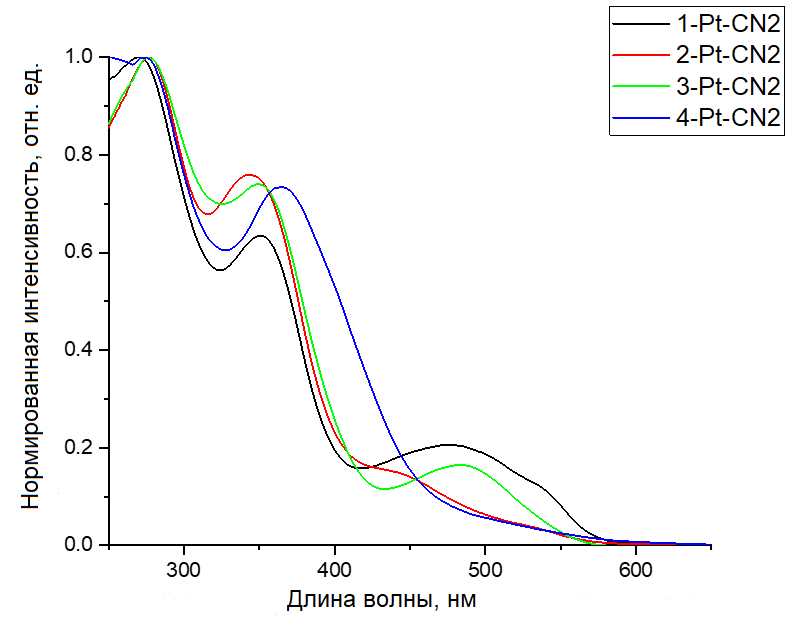 1-Pt-CN2
2-Pt-CN2
3-Pt-CN2
4-Pt-CN2
Нормированная интенсивность, отн. ед.
1.0
0.8
0.6
0.4
0.2
0.0
300 400 500 600
Длина волны, нм